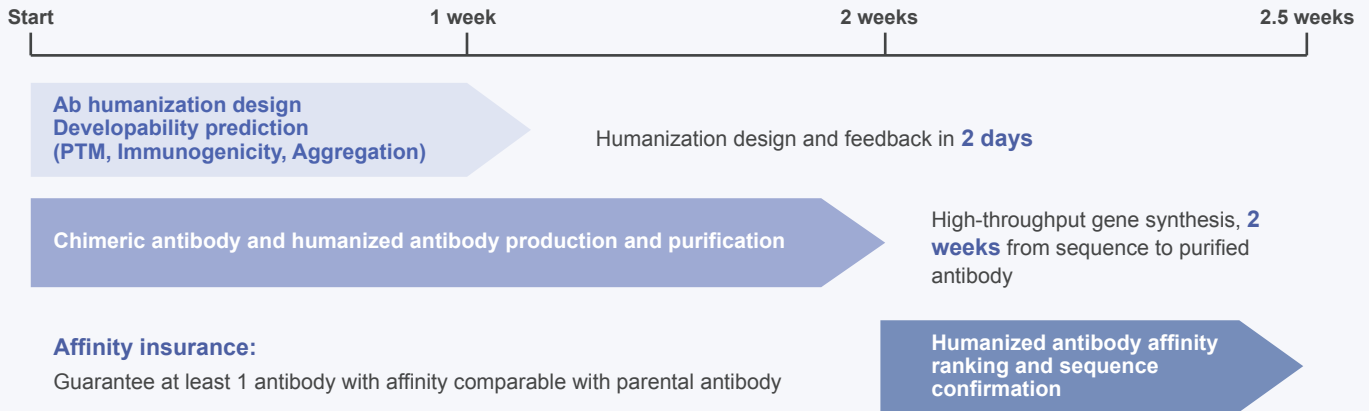 Start
1 week
2 weeks
2.5 weeks
Ab humanization design
Developability prediction
(PTM, Immunogenicity, Aggregation)
Humanization design and feedback in 2 days
Chimeric antibody and humanized antibody production and purification
High-throughput gene synthesis, 2
weeks from sequence to purified
antibody
Affinity insurance:
Guarantee at least 1 antibody with affinity comparable with parental antibody
Humanized antibody affinity
ranking and sequence
confirmation